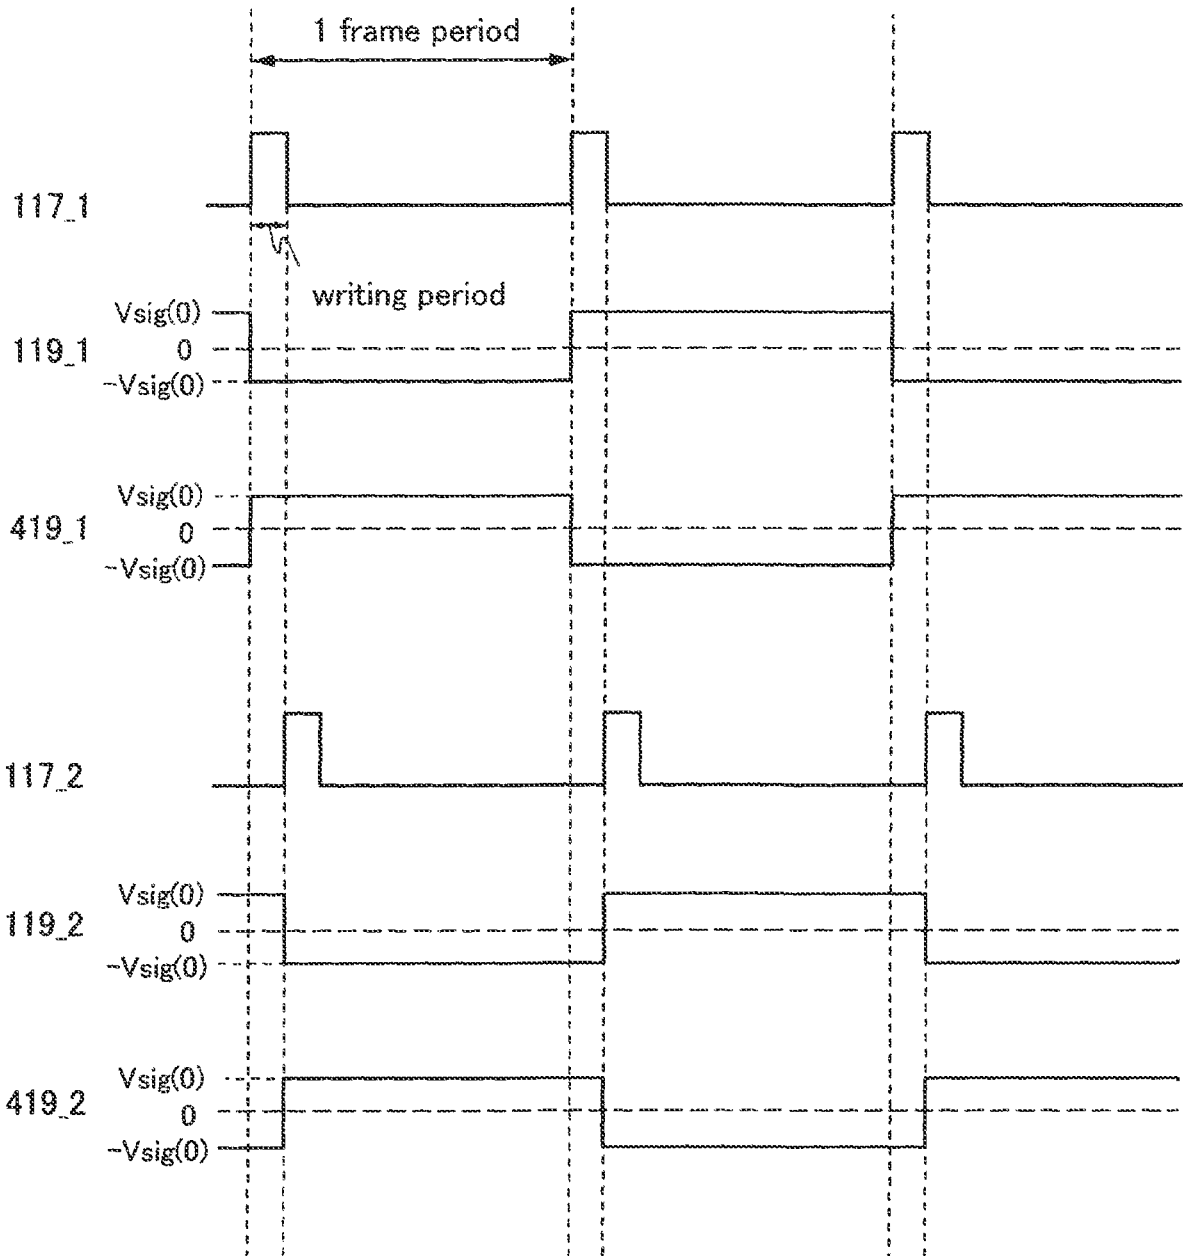 1 frame period
117_1
writing period
Vsig(0)
119_1
0
-Vsig(0)
Vsig(0)
419_1
0
-Vsig(0)
117_2
Vsig(0)
119_2
0
-Vsig(0)
Vsig(0)
419_2
0
-Vsig(0)